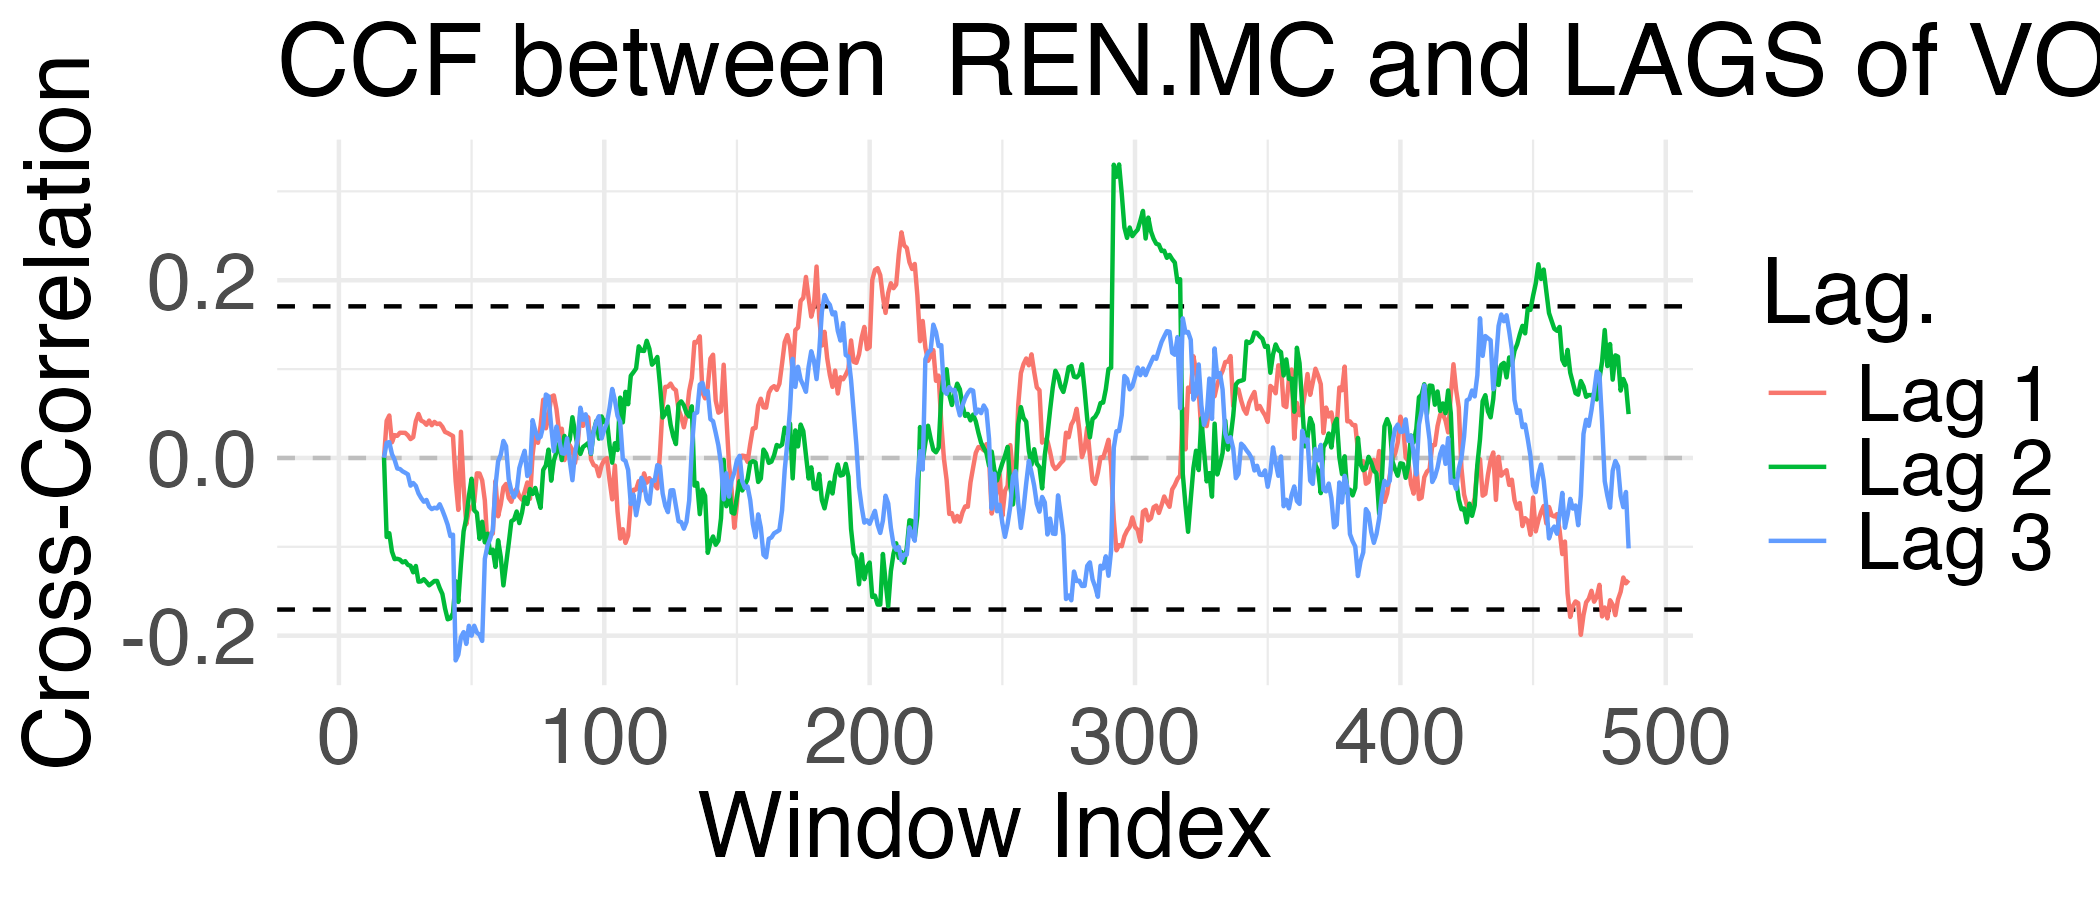 CCF between REN.MC and LAGS of VO
Cross-Correlation
0.2
0.0
-0.2
0 100 200 300 400 500
Window Index
Lag.
Lag 1
Lag 2
Lag 3